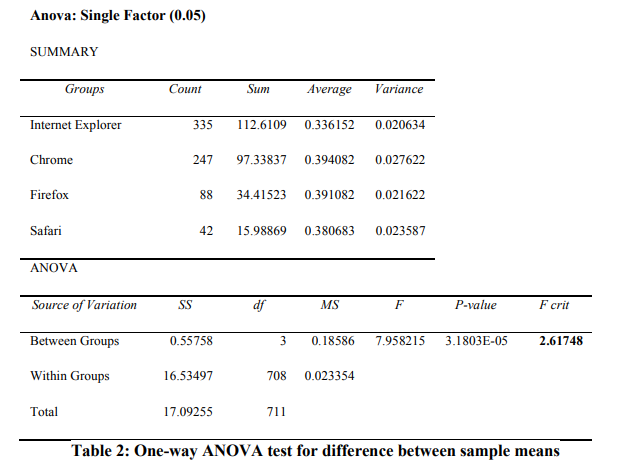 Anova: Single Factor (0.05)
SUMMARY
Groups Count Sum Average Variance
Internet Explorer 335 112.6109 0.336152 0.020634
Chrome 247 97.33837 0.394082 0.027622
Firefox 88 34.41523 0.391082 0.021622
Safari 42 15.98869 0.380683 0.023587
ANOVA
Source of Variation SS df MS F P-value F crit
Between Groups 0.55758 3 0.18586 7.958215 3.1803E-05 2.61748
Within Groups 16.53497 708 0.023354
Total 17.09255 711
Table 2: One-way ANOVA test for difference between sample means